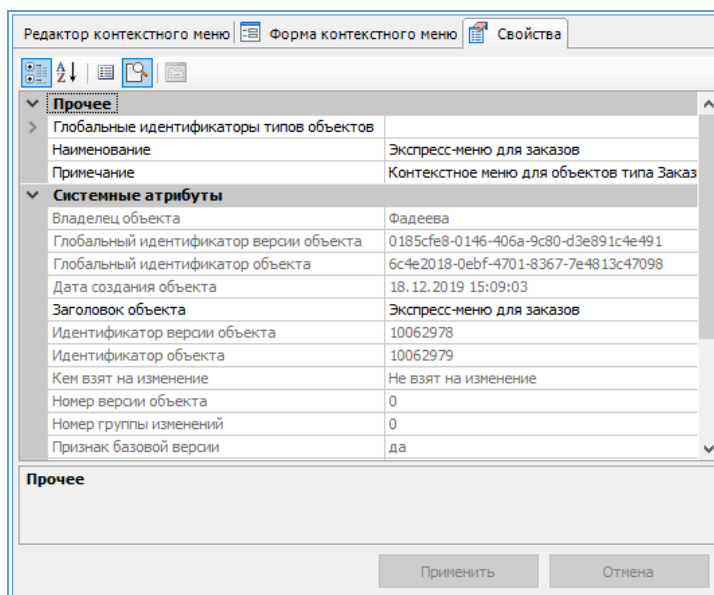 Редактор контекстного меню Форма контекстного меню Свойства
Прочее
Глобальные идентификаторы типов объектов
Наименование Экспресс-меню для заказов
Примечание Контекстное меню для объектов типа Заказ
Системные атрибуты
Владелец объекта Фадеева
Глобальный идентификатор версии объекта 0185cfe8-0146-406a-9c80-d3e891c4e491
Глобальный идентификатор объекта 6c4e2018-0ebf-4701-8367-7e4813c47098
Дата создания объекта 18.12.2019 15:09:03
Заголовок объекта Экспресс-меню для заказов
Идентификатор версии объекта 10062978
Идентификатор объекта 10062979
Кем взят на изменение Не взят на изменение
Номер версии объекта 0
Номер группы изменений 0
Признак базовой версии да
Прочее
Применить Отмена